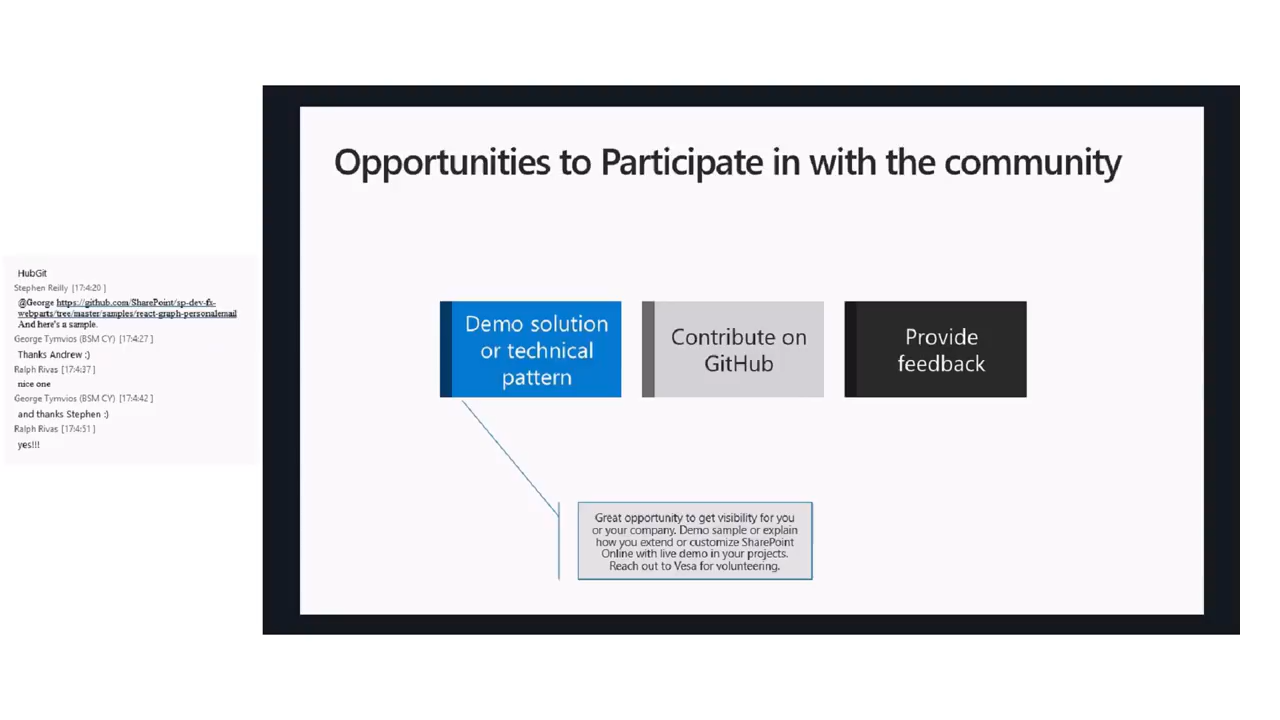 HubGit
Stephen Reilly [17:4:20 ]
@George https://github.com/SharePoint/sp-dev-fs-
webparts/tree/master/samples/react-graph-personalemail
And here's a sample.
George Tymvios (BSM CY) [17:4:27 ]
Thanks Andrew :)
Ralph Rivas [17:4:37 ]
nice one
George Tymvios (BSM CY) [17:4:42 ]
and thanks Stephen :)
Ralph Rivas [17:4:51 ]
yes!!!
Opportunities to Participate in with the community
Demo solution
or technical
pattern
Contribute on
GitHub
Provide
feedback
Great opportunity to get visibility for you
or your company. Demo sample or explain
how you extend or customize SharePoint
Online with live demo in your projects.
Reach out to Vesa for volunteering.